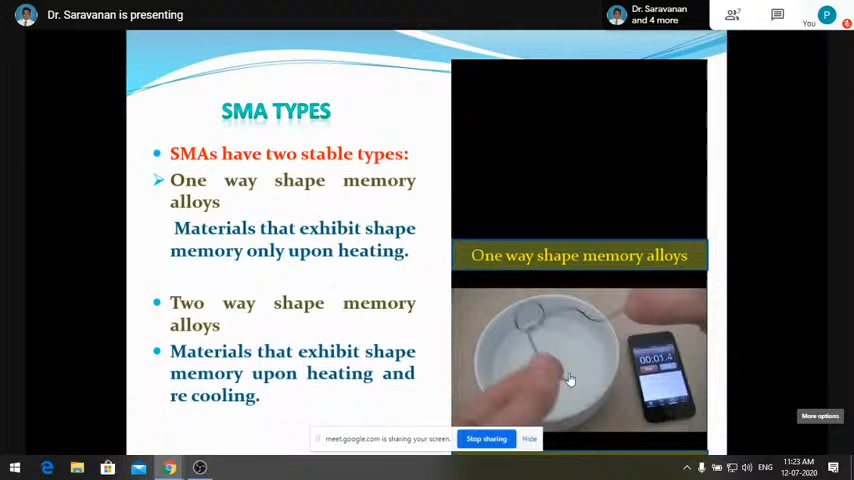 Dr. Saravanan is presenting
Dr. Saravanan
and 4 more
7
P
You
SMA TYPES
SMAs have two stable types:
One way shape memory
alloys
Materials that exhibit shape
memory only upon heating.
Two way shape memory
alloys
Materials that exhibit shape
memory upon heating and
re cooling.
One way shape memory alloys
00:01.4
More options
meet.google.com is sharing your screen.
Stop sharing
Hide
ENG
11:23 AM
12-07-2020